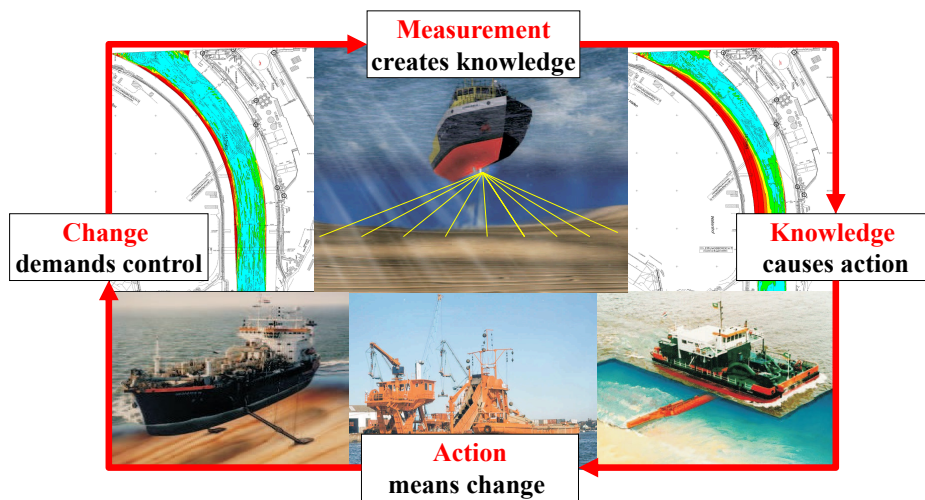 Measurement
creates knowledge
Change
demands control
Knowledge
causes action
Action
means change